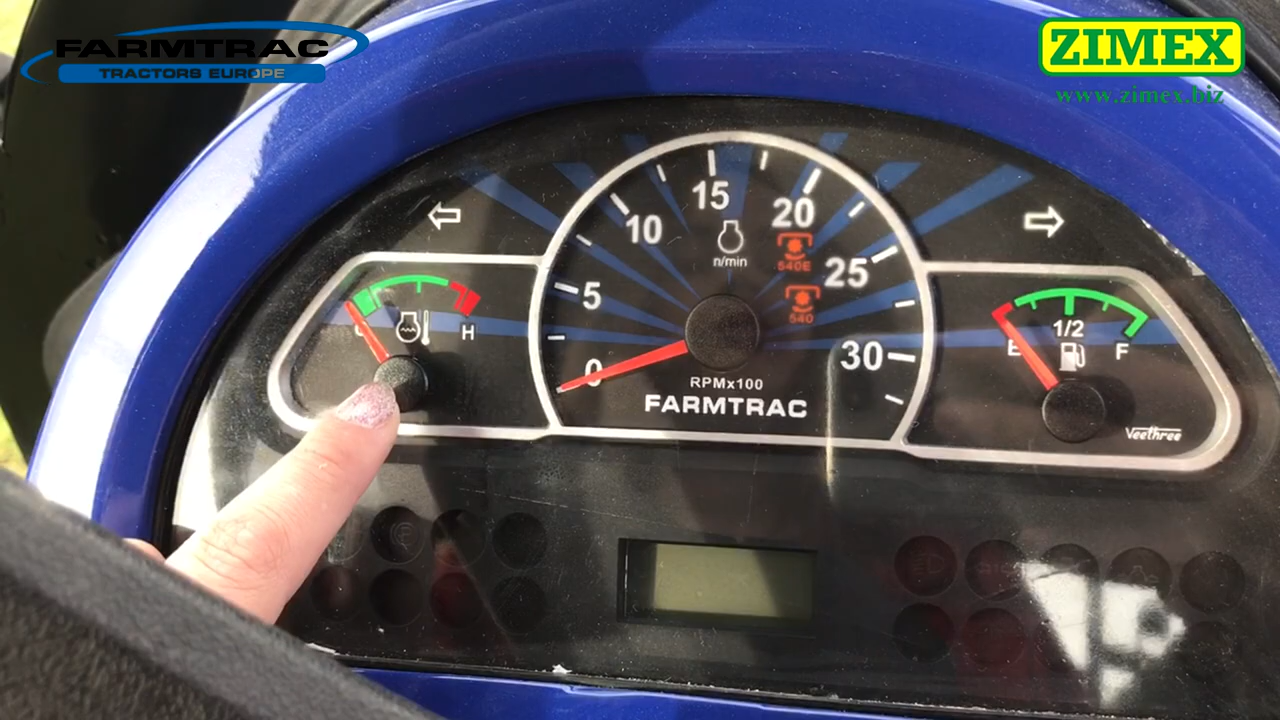 FARMTRAC
TRACTORS EUROPE
ZIMEX
www.zimex.biz
0
5
10
15
20
25
30
n/min
540E
540
RPMx100
FARMTRAC
C
H
1/2
E
F
Veethree